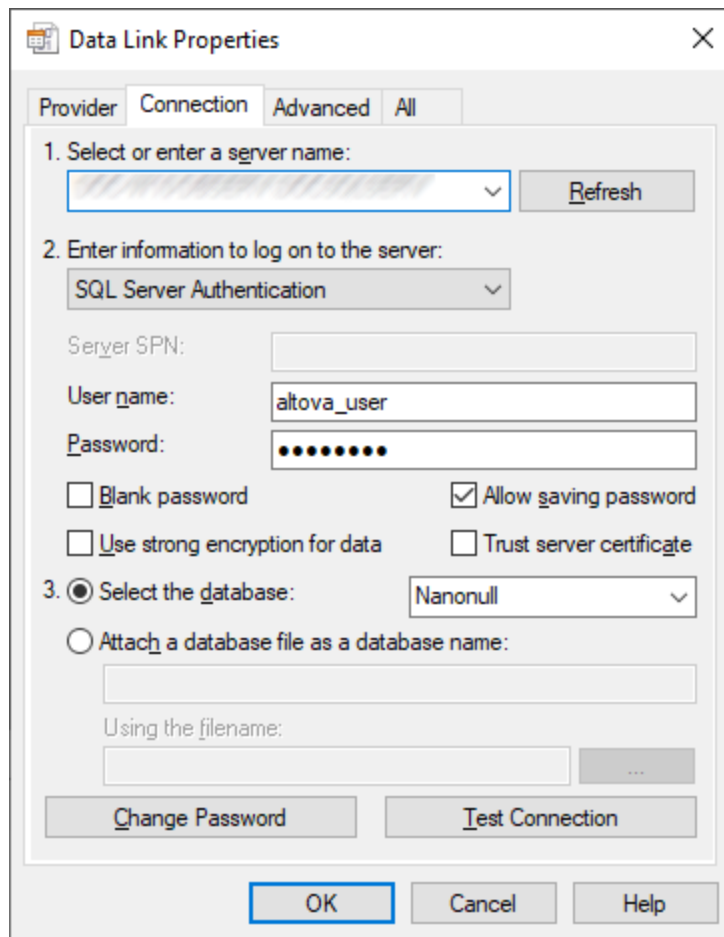 Data Link Properties
Provider Connection Advanced All
1. Select or enter a server name:
Refresh
2. Enter information to log on to the server:
SQL Server Authentication
Server SPN:
User name: altova_user
Password: ●●●●●●●●
Blank password Allow saving password
Use strong encryption for data Trust server certificate
3. Select the database: Nanonull
Attach a database file as a database name:
Using the filename:
...
Change Password Test Connection
OK Cancel Help